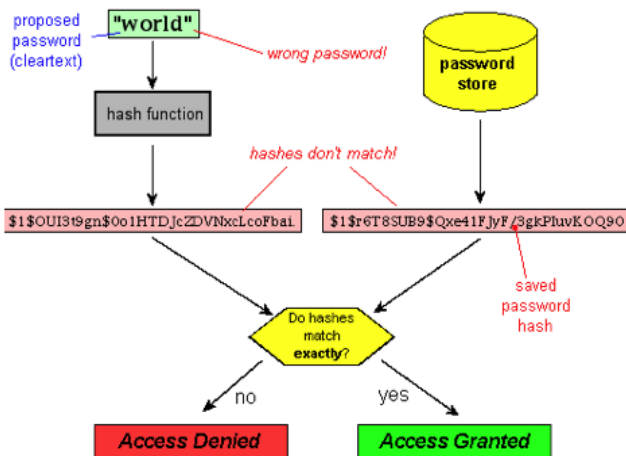 proposed
password
(cleartext)
"world"
wrong password!
password
store
hash function
hashes don't match!
$1$OUI3t9gn$0o1HTDJcZDVNxcLcoFbai.
$1$r6T8SUB9$Qxe41FJyF/3gkPIuvKOQ90
saved
password
hash
Do hashes
match
exactly?
no
yes
Access Denied
Access Granted